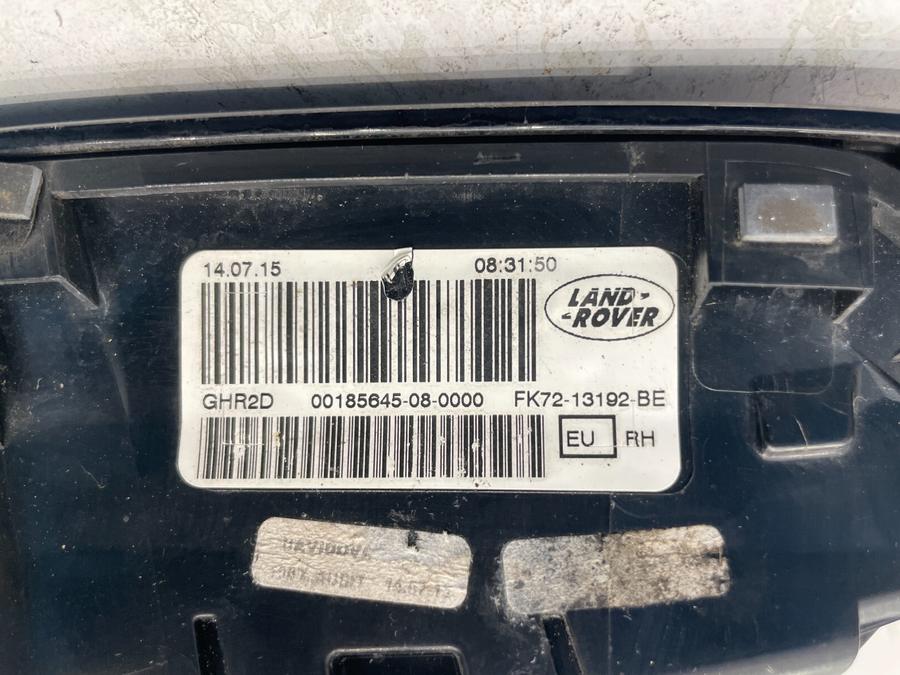 14.07.15 08:31:50
LAND-
-ROVER
GHR2D 00185645-08-0000 FK72-13192-BE
EU RH